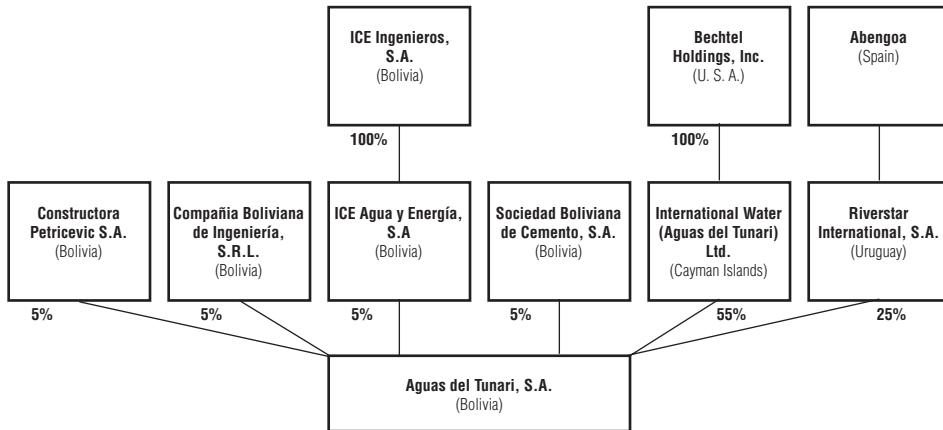 ICE Ingenieros,
S.A.
(Bolivia)
Bechtel
Holdings, Inc.
(U. S. A.)
Abengoa
(Spain)
100%
100%
Constructora
Petricevic S.A.
(Bolivia)
Compañia Boliviana
de Ingeniería,
S.R.L.
(Bolivia)
ICE Agua y Energía,
S.A
(Bolivia)
Sociedad Boliviana
de Cemento, S.A.
(Bolivia)
International Water
(Aguas del Tunari)
Ltd.
(Cayman Islands)
Riverstar
International, S.A.
(Uruguay)
5%
5%
5%
5%
55%
25%
Aguas del Tunari, S.A.
(Bolivia)